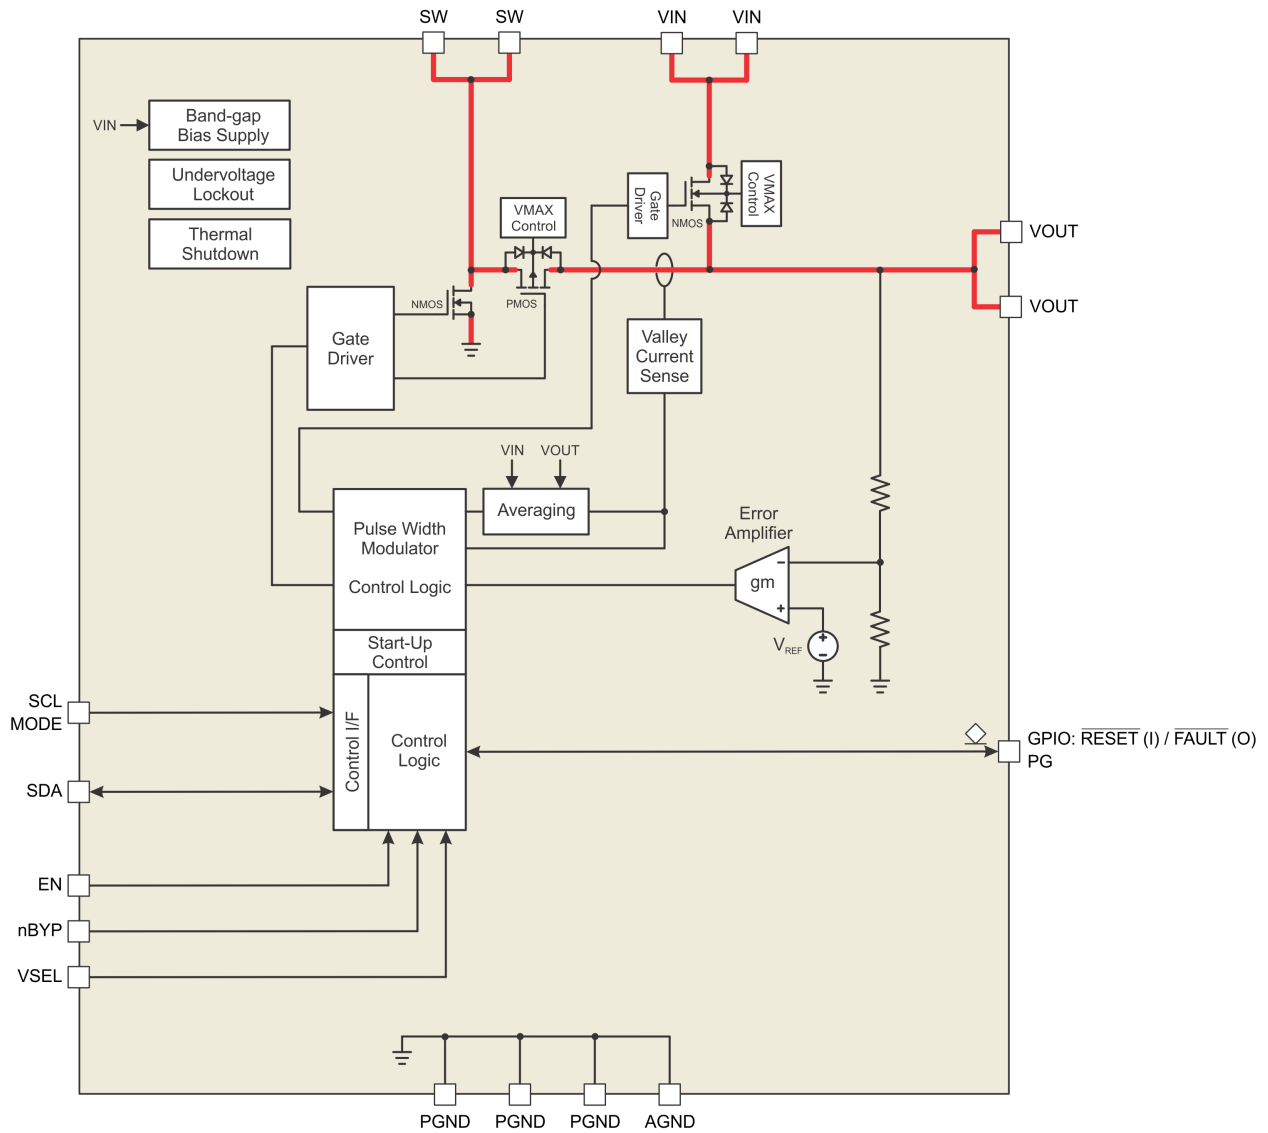 SW
SW
VIN
VIN
VIN
Band-gap
Bias Supply
Undervoltage
Lockout
Thermal
Shutdown
VMAX
Control
Gate
Driver
VMAX
Control
NMOS
VOUT
NMOS
PMOS
VOUT
Gate
Driver
Valley
Current
Sense
VIN
VOUT
Averaging
Pulse Width
Modulator
Control Logic
Error
Amplifier
gm
−
+
+
−
VREF
Start-Up
Control
Control I/F
Control
Logic
SCL
MODE
SDA
GPIO: RESET (I) / FAULT (O)
PG
EN
nBYP
VSEL
PGND
PGND
PGND
AGND